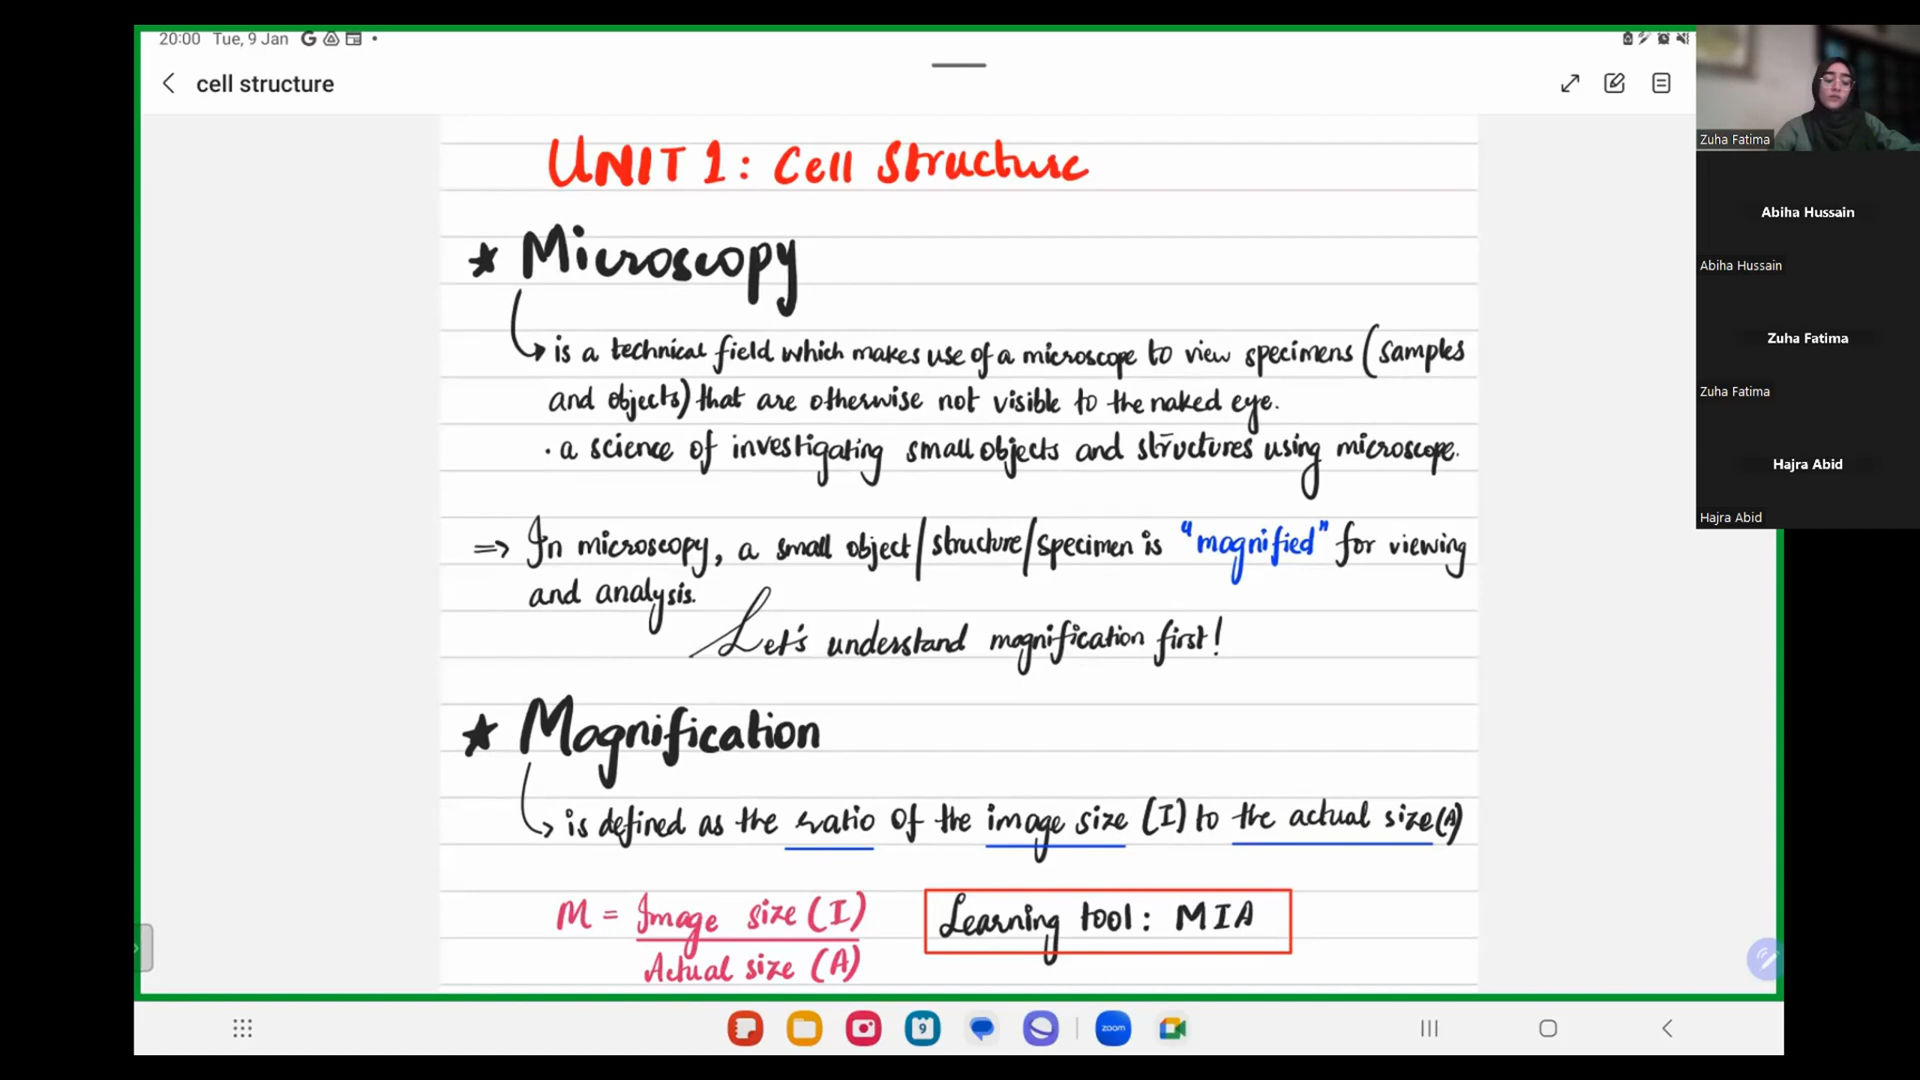 20:00 Tue, 9 Jan
cell structure
UNIT 1: Cell Structure
Microscopy
is a technical field which makes use of a microscope to view specimens (samples
and objects) that are otherwise not visible to the naked eye.
· a science of investigating small objects and structures using microscope.
⇒ In microscopy, a small object/structure/specimen is "magnified" for viewing
and analysis.
Let's understand magnification first!
Magnification
is defined as the ratio of the image size (I) to the actual size (A)
M = Image size (I)
Actual size (A)
Learning tool: MIA
Zuha Fatima
Abiha Hussain
Abiha Hussain
Zuha Fatima
Zuha Fatima
Hajra Abid
Hajra Abid
9
zoom